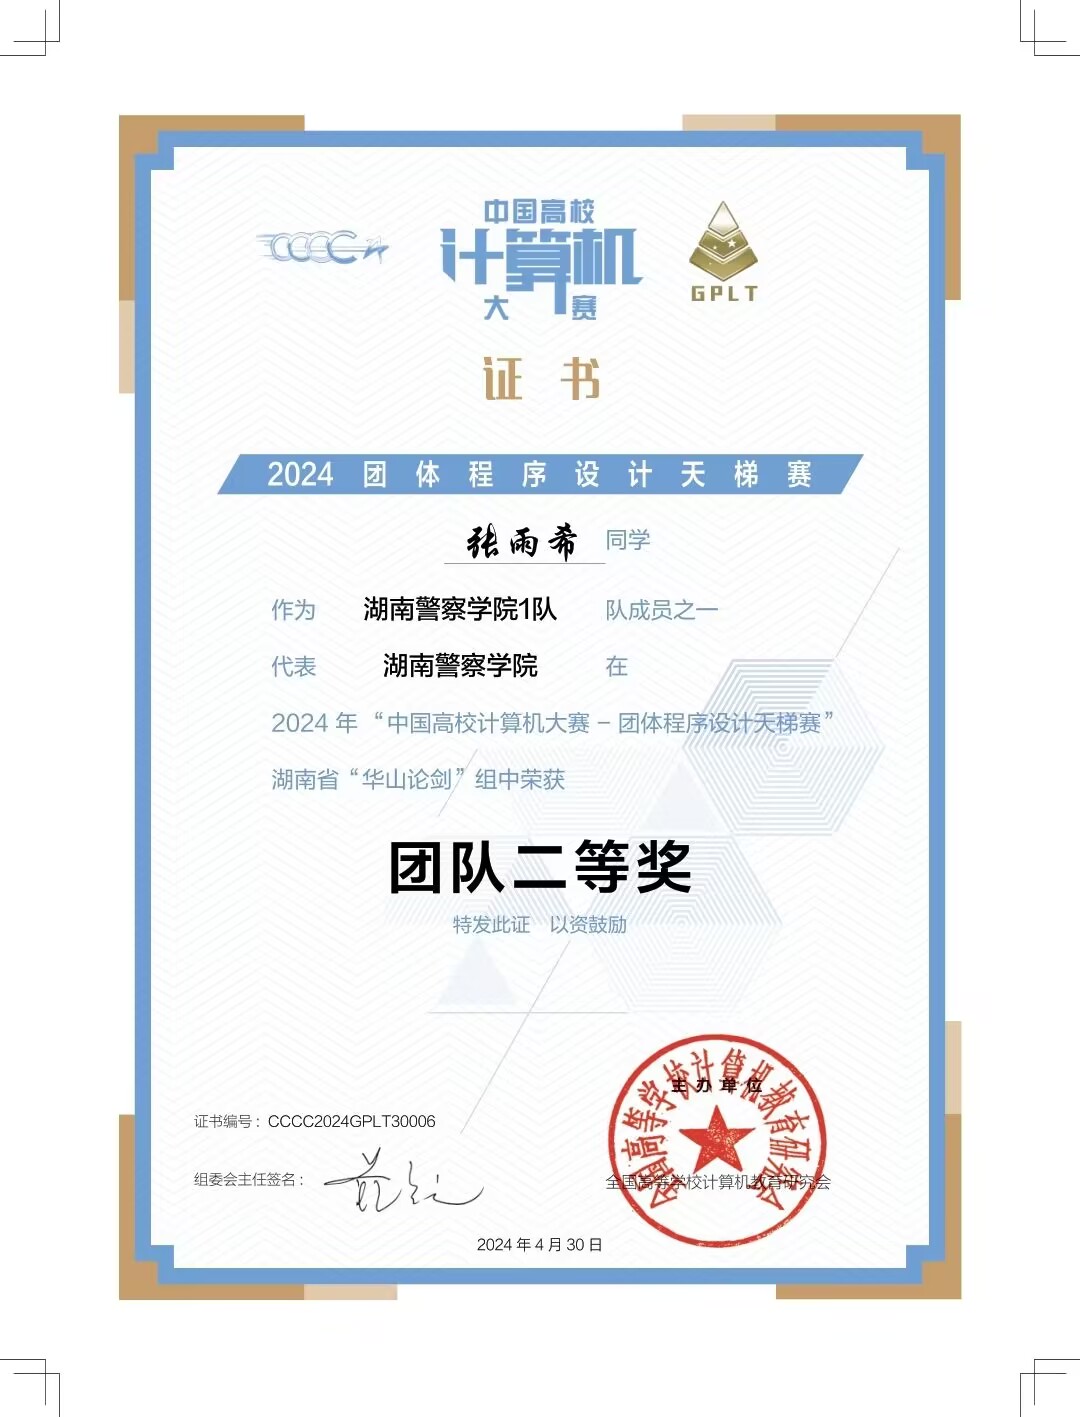 CCCC
中国高校
计算机
大赛
GPLT
证书
2024 团体程序设计天梯赛
张雨希 同学
作为 湖南警察学院1队 队成员之一
代表 湖南警察学院 在
2024 年“中国高校计算机大赛－团体程序设计天梯赛”
湖南省“华山论剑”组中荣获
团队二等奖
特发此证 以资鼓励
主办单位
全国高等学校计算机教育研究会
证书编号：CCCC2024GPLT30006
组委会主任签名：
全国高等学校计算机教育研究会
2024 年 4 月 30 日